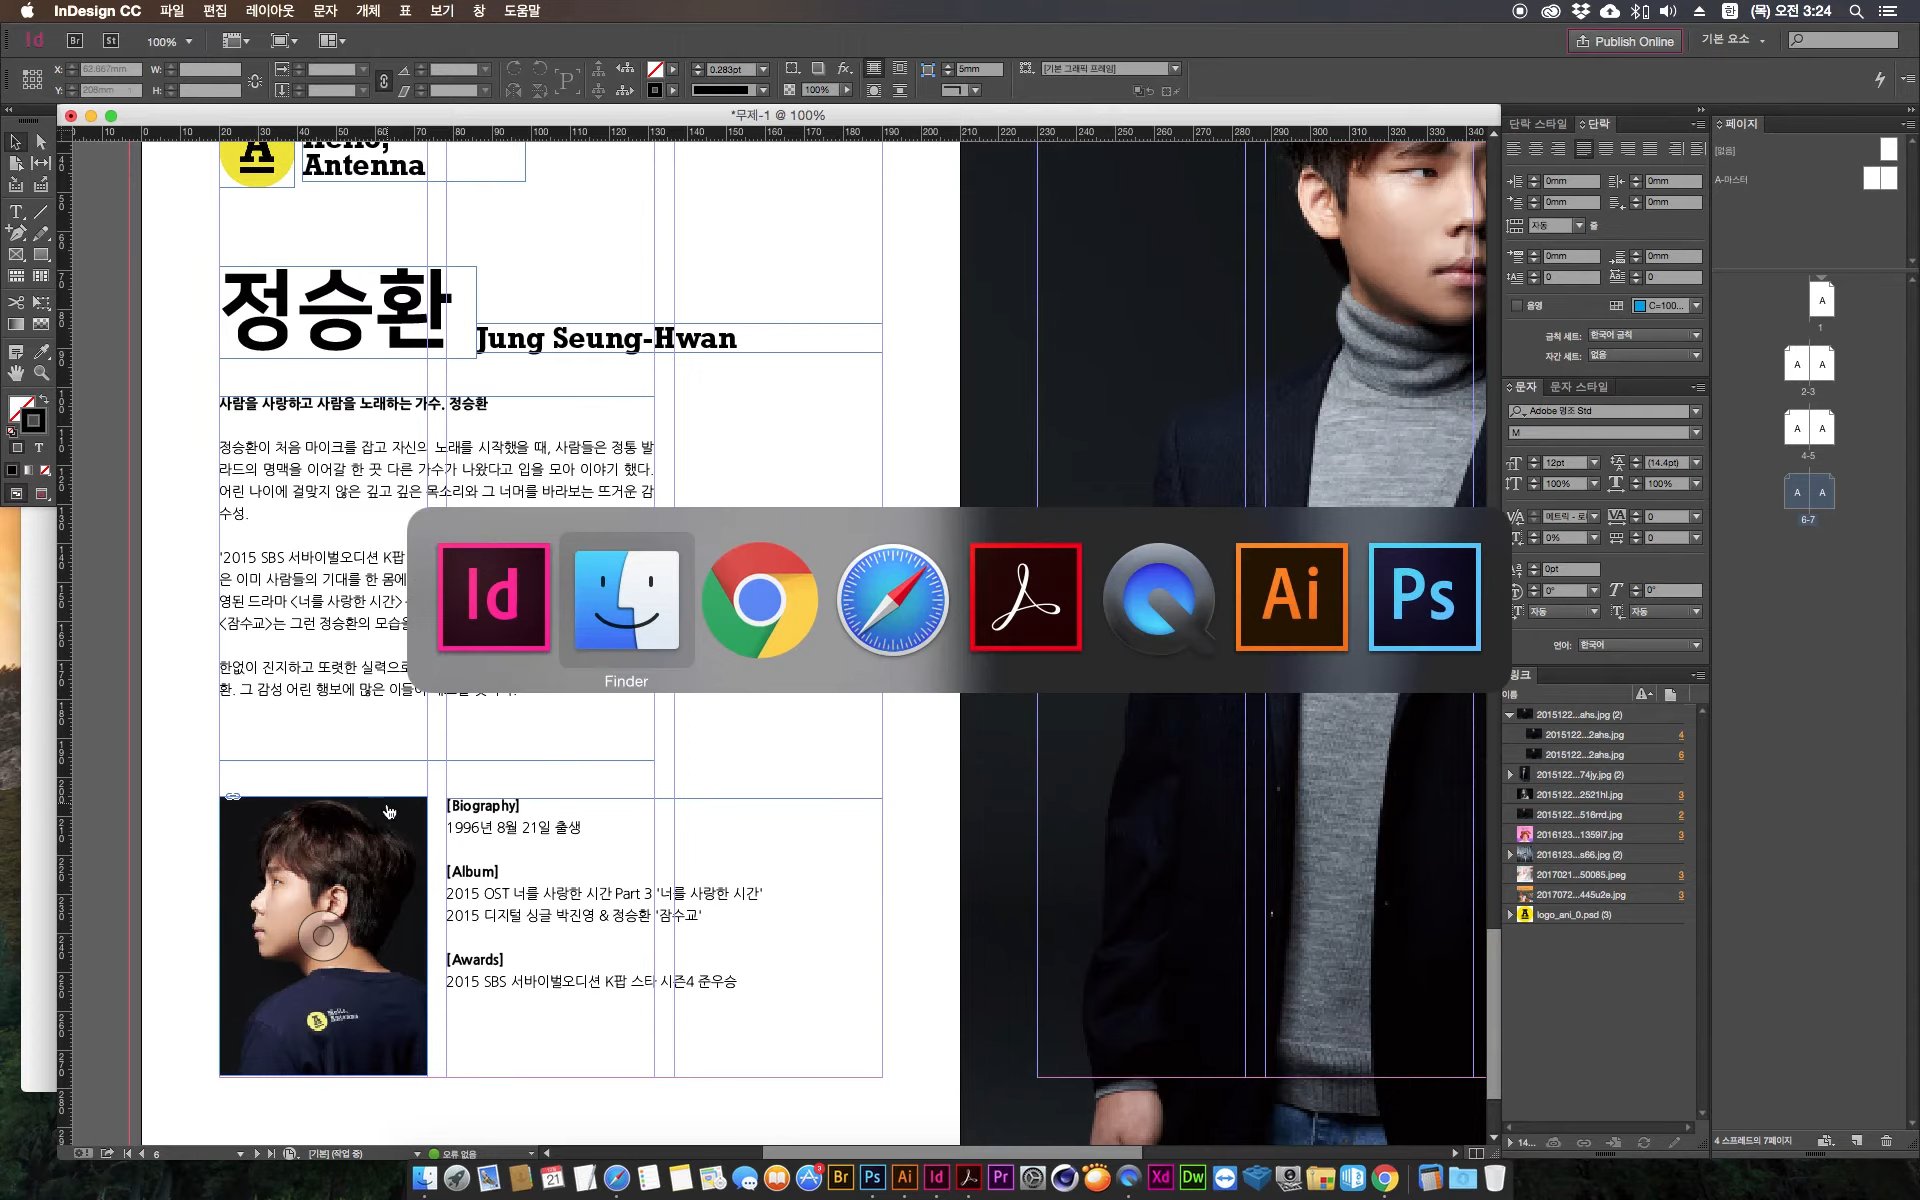 InDesign CC 파일 편집 레이아웃 문자 개체 표 보기 창 도움말 (목) 오전 3:24
Id Br St 100% Publish Online 기본 요소
X: 62.667mm W: 0.283pt 5mm [기본 그래픽 프레임]
Y: 208mm H: 100%
*무제-1 @ 100%
Antenna
정승환
Jung Seung-Hwan
사람을 사랑하고 사람을 노래하는 가수. 정승환
정승환이 처음 마이크를 잡고 자신의 노래를 시작했을 때, 사람들은 정통 발
라드의 명맥을 이어갈 한 끗 다른 가수가 나왔다고 입을 모아 이야기 했다.
어린 나이에 걸맞지 않은 깊고 깊은 목소리와 그 너머를 바라보는 뜨거운 감
수성.
'2015 SBS 서바이벌오디션 K팝
은 이미 사람들의 기대를 한 몸에
영된 드라마 <너를 사랑한 시간>
<잠수교>는 그런 정승환의 모습을
한없이 진지하고 또렷한 실력으로
환. 그 감성 어린 행보에 많은 이들이
Id
Ai
Ps
Finder
[Biography]
1996년 8월 21일 출생
[Album]
2015 OST 너를 사랑한 시간 Part 3 '너를 사랑한 시간'
2015 디지털 싱글 박진영 & 정승환 '잠수교'
[Awards]
2015 SBS 서바이벌오디션 K팝 스타 시즌4 준우승
단락 스타일 단락
0mm 0mm
0mm 0mm
자동 줄
0mm 0mm
0 0
음영 C=100...
금칙 세트: 한국어 금칙
자간 세트: 없음
문자 문자 스타일
Adobe 명조 Std
M
12pt (14.4pt)
100% 100%
메트릭 - 로 0
0% 0
0pt
0° 0°
자동 자동
언어: 한국어
링크
이름
2015122...ahs.jpg (2)
2015122...2ahs.jpg 4
2015122...2ahs.jpg 6
2015122...74jy.jpg (2)
2015122...2521hl.jpg 3
2015122...516rrd.jpg 2
2016123...1359i7.jpg 3
2016123...s66.jpg (2)
2017021...50085.jpeg 3
2017072...445u2e.jpg 3
logo_ani_0.psd (3)
페이지
[없음]
A-마스터
A
1
A A
2-3
A A
4-5
A A
6-7
4 스프레드의 7페이지
6 [기본] (작업 중) 오류 없음
Br Ps Ai Id Pr Xd Dw